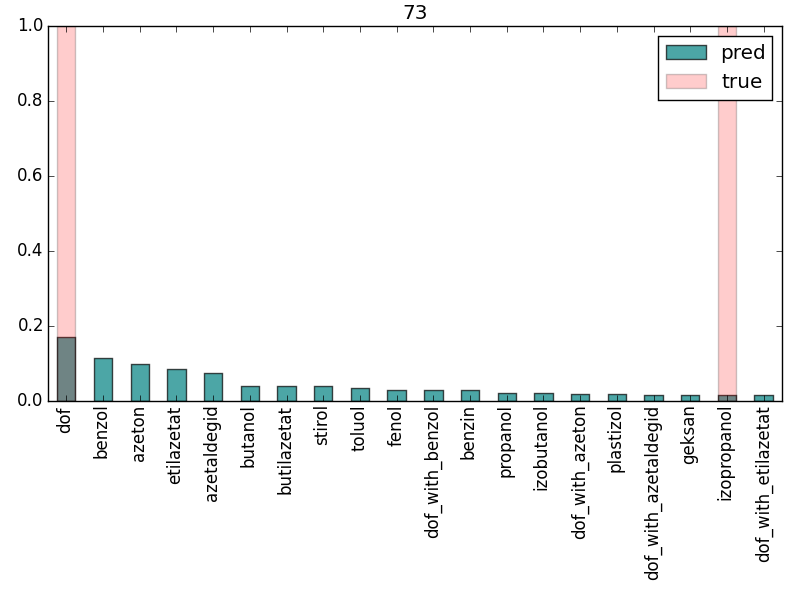 73
1.0
0.8
0.6
0.4
0.2
0.0
pred
true
dof
benzol
azeton
etilazetat
azetaldegid
butanol
butilazetat
stirol
toluol
fenol
dof_with_benzol
benzin
propanol
izobutanol
dof_with_azeton
plastizol
dof_with_azetaldegid
geksan
izopropanol
dof_with_etilazetat